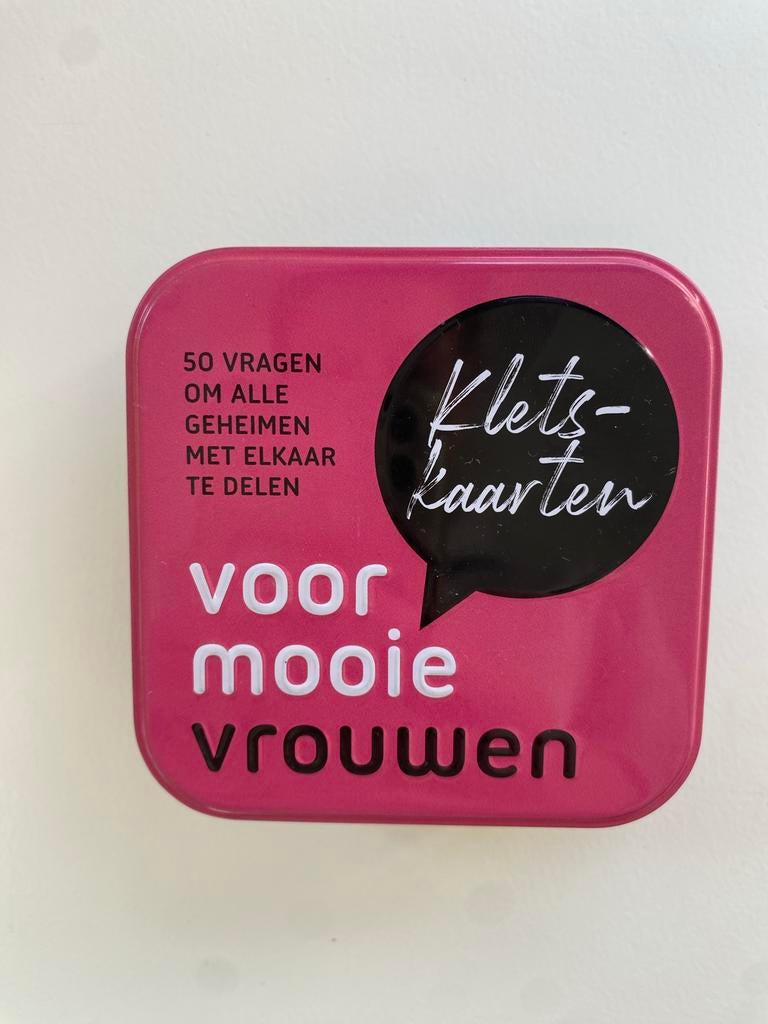 50 VRAGEN
OM ALLE
GEHEIMEN
MET ELKAAR
TE DELEN
Klets-
kaarten
voor
mooie
vrouwen